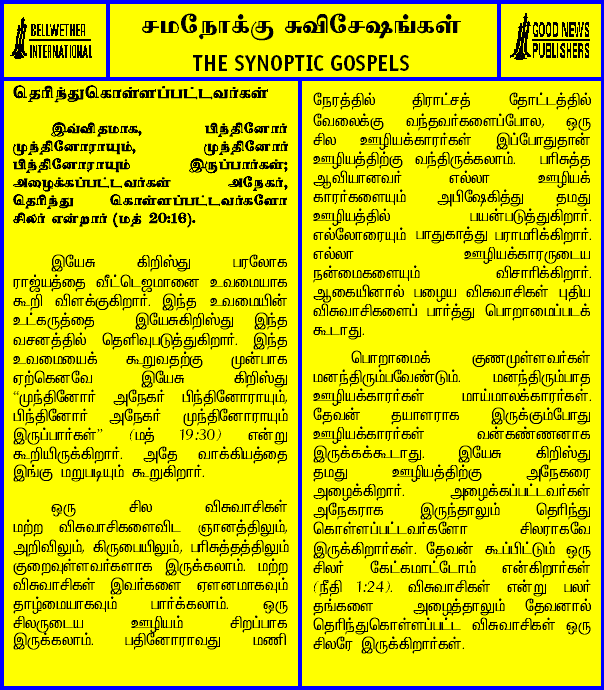 BELLWETHER
INTERNATIONAL
சமநோக்கு சுவிசேஷங்கள்
THE SYNOPTIC GOSPELS
GOOD NEWS
PUBLISHERS
தெரிந்துகொள்ளப்பட்டவர்கள்
இவ்விதமாக, பிந்தினோர்
முந்தினோராயும், முந்தினோர்
பிந்தினோராயும் இருப்பார்கள்;
அழைக்கப்பட்டவர்கள் அநேகர்,
தெரிந்து கொள்ளப்பட்டவர்களோ
சிலர் என்றார் (மத் 20:16).
இயேசு கிறிஸ்து பரலோக
ராஜ்யத்தை வீட்டெஜமானை உவமையாக
கூறி விளக்குகிறார். இந்த உவமையின்
உட்கருத்தை இயேசுகிறிஸ்து இந்த
வசனத்தில் தெளிவுபடுத்துகிறார். இந்த
உவமையைக் கூறுவதற்கு முன்பாக
ஏற்கெனவே இயேசு கிறிஸ்து
“முந்தினோர் அநேகர் பிந்தினோராயும்,
பிந்தினோர் அநேகர் முந்தினோராயும்
இருப்பார்கள்” (மத் 19:30) என்று
கூறியிருக்கிறார். அதே வாக்கியத்தை
இங்கு மறுபடியும் கூறுகிறார்.
ஒரு சில விசுவாசிகள்
மற்ற விசுவாசிகளைவிட ஞானத்திலும்,
அறிவிலும், கிருபையிலும், பரிசுத்தத்திலும்
குறைவுள்ளவர்களாக இருக்கலாம். மற்ற
விசுவாசிகள் இவர்களை ஏளனமாகவும்
தாழ்மையாகவும் பார்க்கலாம். ஒரு
சிலருடைய ஊழியம் சிறப்பாக
இருக்கலாம். பதினோராவது மணி
நேரத்தில் திராட்சத் தோட்டத்தில்
வேலைக்கு வந்தவர்களைப்போல, ஒரு
சில ஊழியக்காரர்கள் இப்போதுதான்
ஊழியத்திற்கு வந்திருக்கலாம். பரிசுத்த
ஆவியானவர் எல்லா ஊழியக்
காரர்களையும் அபிஷேகித்து தமது
ஊழியத்தில் பயன்படுத்துகிறார்.
எல்லோரையும் பாதுகாத்து பராமரிக்கிறார்.
எல்லா ஊழியக்காரருடைய
நன்மைகளையும் விசாரிக்கிறார்.
ஆகையினால் பழைய விசுவாசிகள் புதிய
விசுவாசிகளைப் பார்த்து பொறாமைப்படக்
கூடாது.
பொறாமைக் குணமுள்ளவர்கள்
மனந்திரும்பவேண்டும். மனந்திரும்பாத
ஊழியக்காரர்கள் மாய்மாலக்காரர்கள்.
தேவன் தயாளராக இருக்கும்போது
ஊழியக்காரர்கள் வன்கண்ணனாக
இருக்கக்கூடாது. இயேசு கிறிஸ்து
தமது ஊழியத்திற்கு அநேகரை
அழைக்கிறார். அழைக்கப்பட்டவர்கள்
அநேகராக இருந்தாலும் தெரிந்து
கொள்ளப்பட்டவர்களோ சிலராகவே
இருக்கிறார்கள். தேவன் கூப்பிட்டும் ஒரு
சிலர் கேட்கமாட்டோம் என்கிறார்கள்
(நீதி 1:24). விசுவாசிகள் என்று பலர்
தங்களை அழைத்தாலும் தேவனால்
தெரிந்துகொள்ளப்பட்ட விசுவாசிகள் ஒரு
சிலரே இருக்கிறார்கள்.